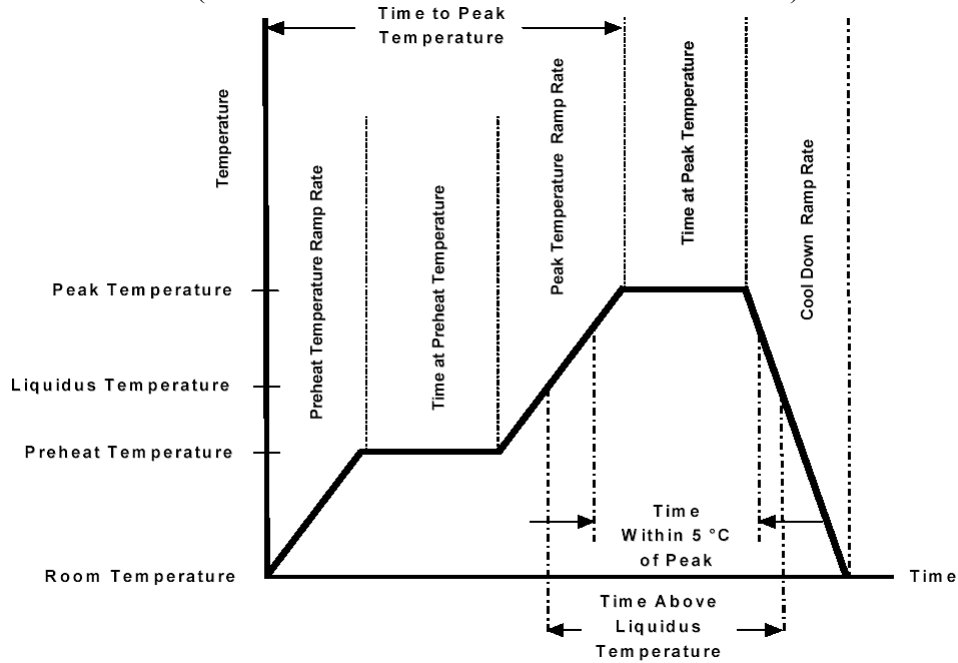 Time to Peak
Temperature
Temperature
Preheat Temperature Ramp Rate
Time at Preheat Temperature
Peak Temperature Ramp Rate
Time at Peak Temperature
Cool Down Ramp Rate
Peak Temperature
Liquidus Temperature
Preheat Temperature
Room Temperature
Time
Within 5 °C
of Peak
Time
Time Above
Liquidus
Temperature